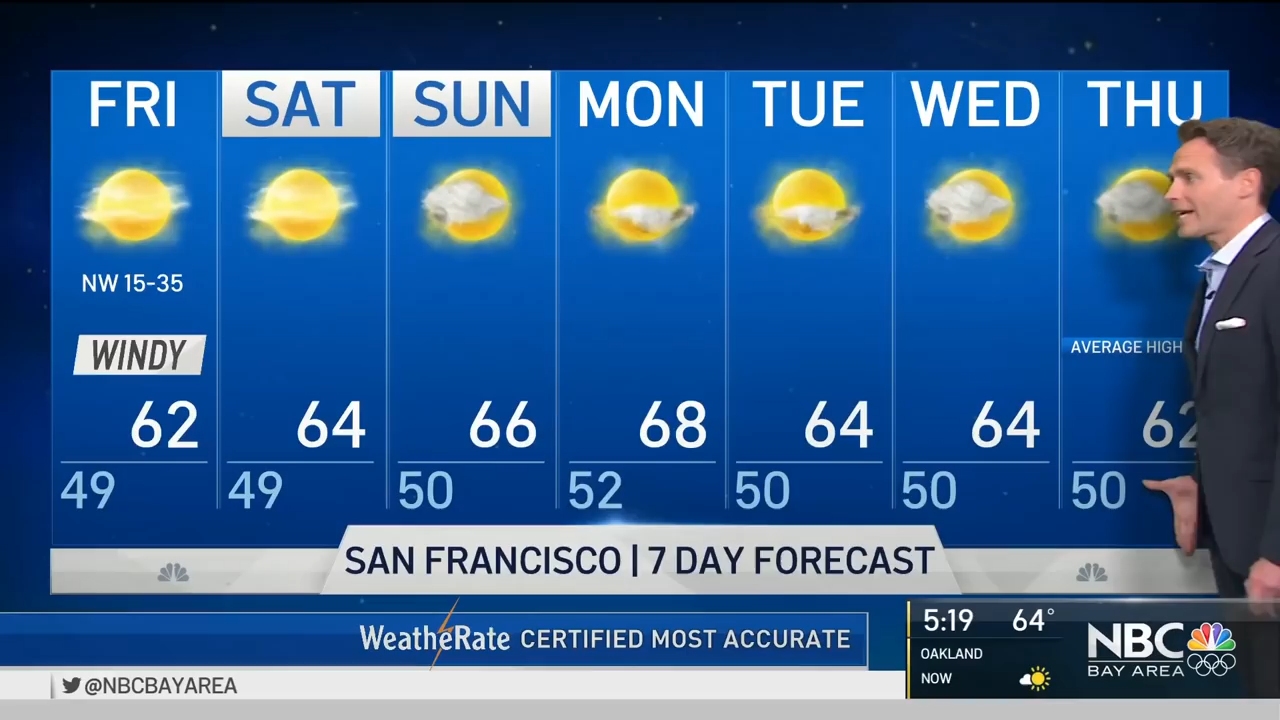 FRI SAT SUN MON TUE WED THU
NW 15-35
WINDY
AVERAGE HIGH
62 64 66 68 64 64 62
49 49 50 52 50 50 50
SAN FRANCISCO | 7 DAY FORECAST
WeatheRate CERTIFIED MOST ACCURATE
5:19 64°
OAKLAND
NOW
NBC
BAY AREA
@NBCBAYAREA